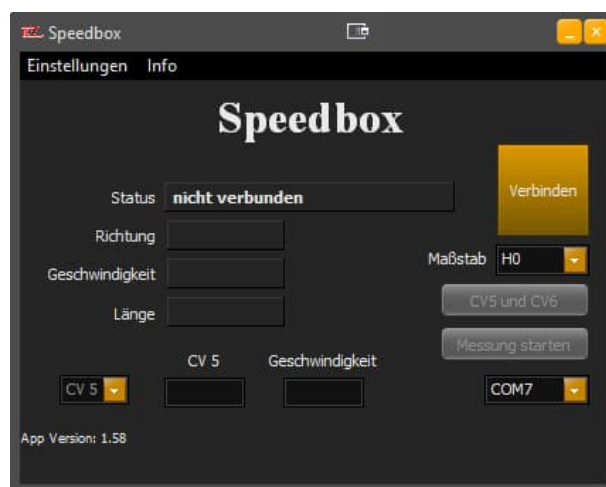 Speedbox
Einstellungen Info
Speedbox
Verbinden
Status nicht verbunden
Richtung
Maßstab H0
Geschwindigkeit
CV5 und CV6
Länge
Messung starten
CV 5 Geschwindigkeit
CV 5
COM7
App Version: 1.58